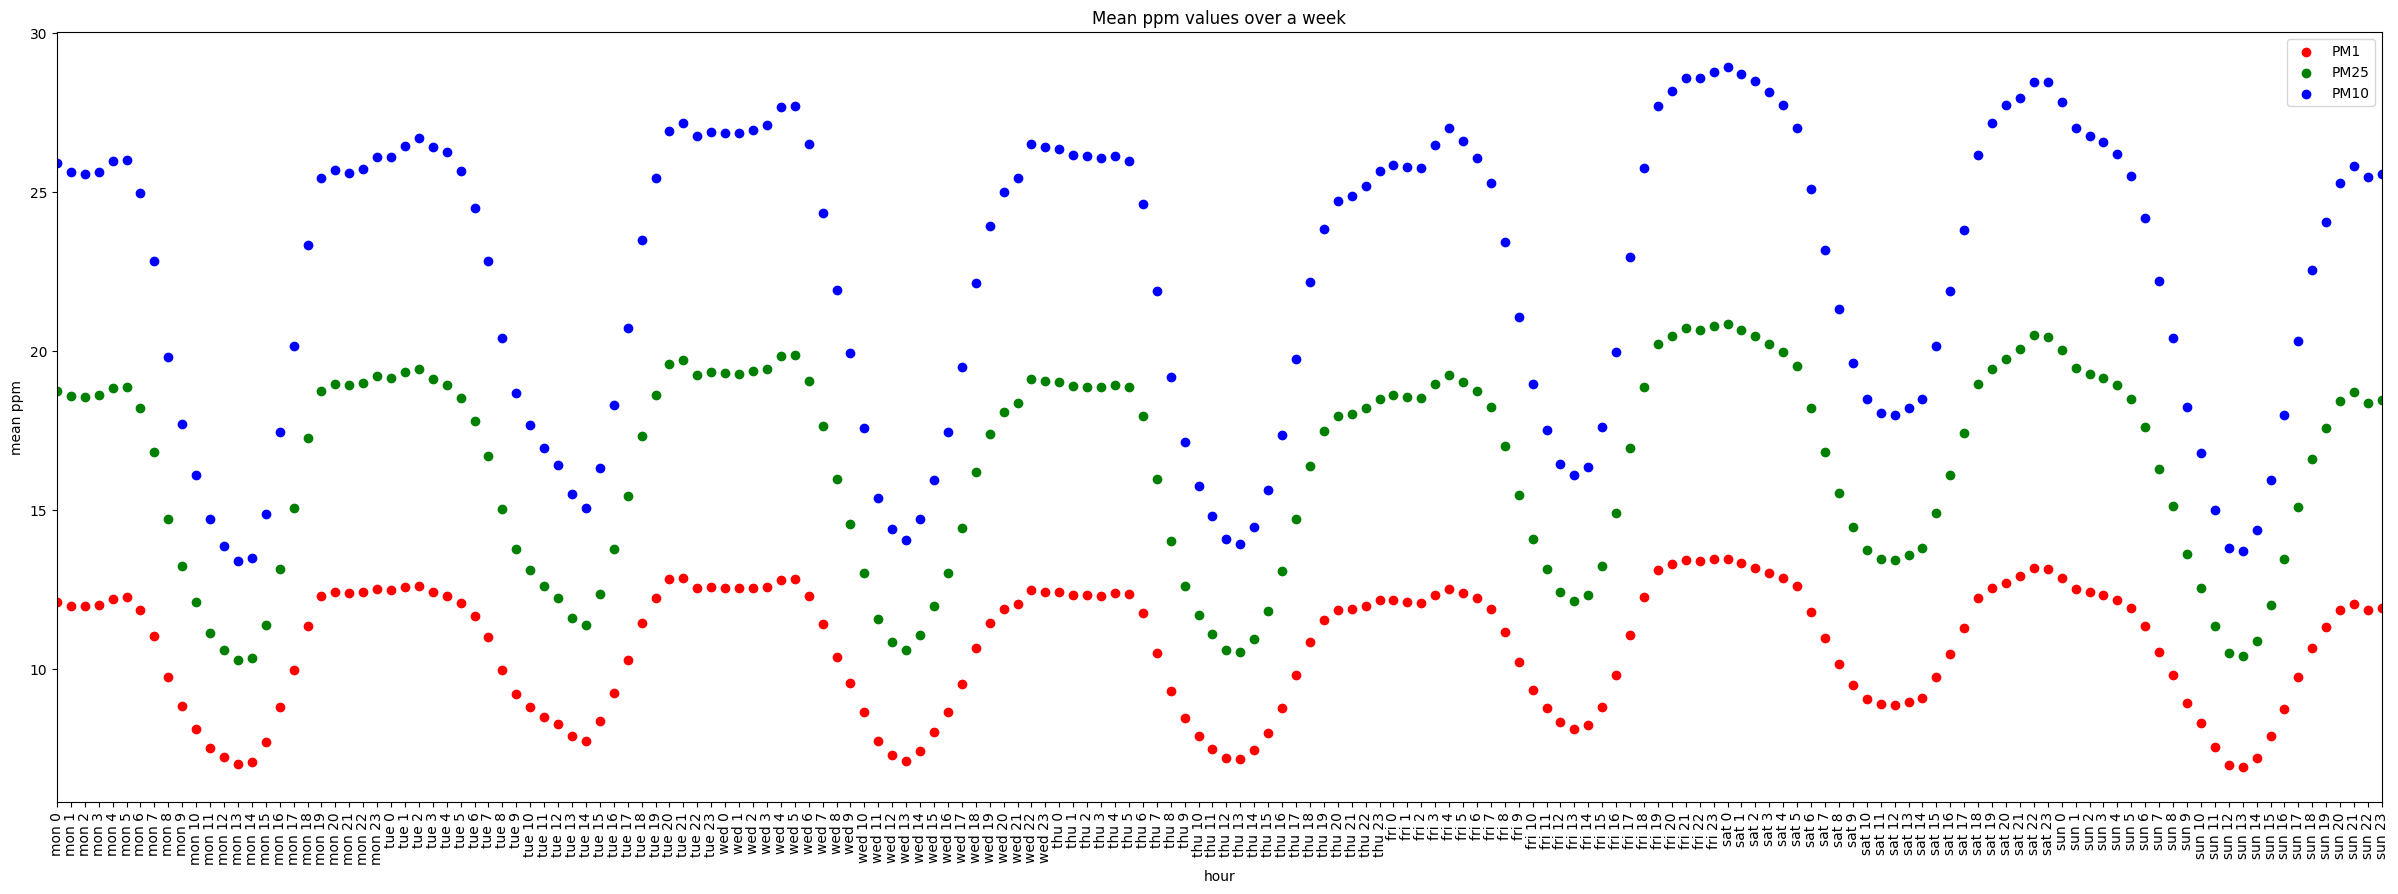 Mean ppm values over a week
30
25
20
15
10
mean ppm
PM1
PM25
PM10
mon 0
mon 1
mon 2
mon 3
mon 4
mon 5
mon 6
mon 7
mon 8
mon 9
mon 10
mon 11
mon 12
mon 13
mon 14
mon 15
mon 16
mon 17
mon 18
mon 19
mon 20
mon 21
mon 22
mon 23
tue 0
tue 1
tue 2
tue 3
tue 4
tue 5
tue 6
tue 7
tue 8
tue 9
tue 10
tue 11
tue 12
tue 13
tue 14
tue 15
tue 16
tue 17
tue 18
tue 19
tue 20
tue 21
tue 22
tue 23
wed 0
wed 1
wed 2
wed 3
wed 4
wed 5
wed 6
wed 7
wed 8
wed 9
wed 10
wed 11
wed 12
wed 13
wed 14
wed 15
wed 16
wed 17
wed 18
wed 19
wed 20
wed 21
wed 22
wed 23
thu 0
thu 1
thu 2
thu 3
thu 4
thu 5
thu 6
thu 7
thu 8
thu 9
thu 10
thu 11
thu 12
thu 13
thu 14
thu 15
thu 16
thu 17
thu 18
thu 19
thu 20
thu 21
thu 22
thu 23
fri 0
fri 1
fri 2
fri 3
fri 4
fri 5
fri 6
fri 7
fri 8
fri 9
fri 10
fri 11
fri 12
fri 13
fri 14
fri 15
fri 16
fri 17
fri 18
fri 19
fri 20
fri 21
fri 22
fri 23
sat 0
sat 1
sat 2
sat 3
sat 4
sat 5
sat 6
sat 7
sat 8
sat 9
sat 10
sat 11
sat 12
sat 13
sat 14
sat 15
sat 16
sat 17
sat 18
sat 19
sat 20
sat 21
sat 22
sat 23
sun 0
sun 1
sun 2
sun 3
sun 4
sun 5
sun 6
sun 7
sun 8
sun 9
sun 10
sun 11
sun 12
sun 13
sun 14
sun 15
sun 16
sun 17
sun 18
sun 19
sun 20
sun 21
sun 22
sun 23
hour